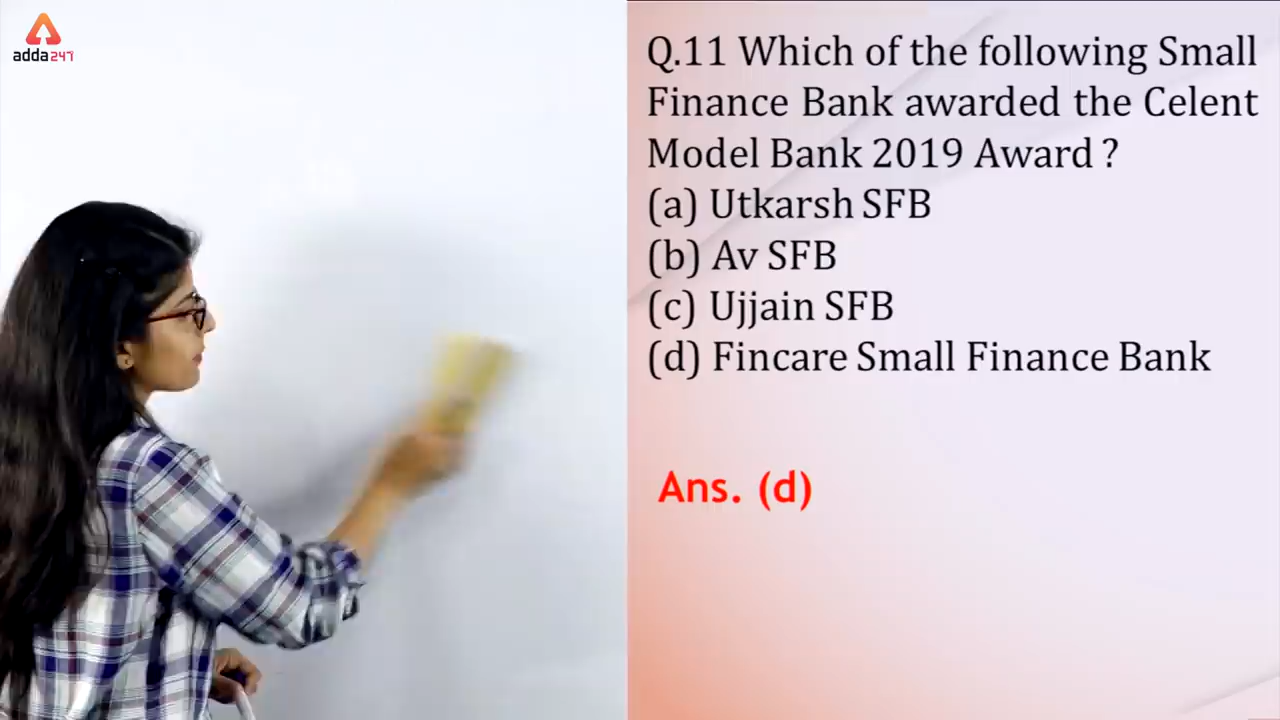 adda247
Q.11 Which of the following Small
Finance Bank awarded the Celent
Model Bank 2019 Award ?
(a) Utkarsh SFB
(b) Av SFB
(c) Ujjain SFB
(d) Fincare Small Finance Bank
Ans. (d)